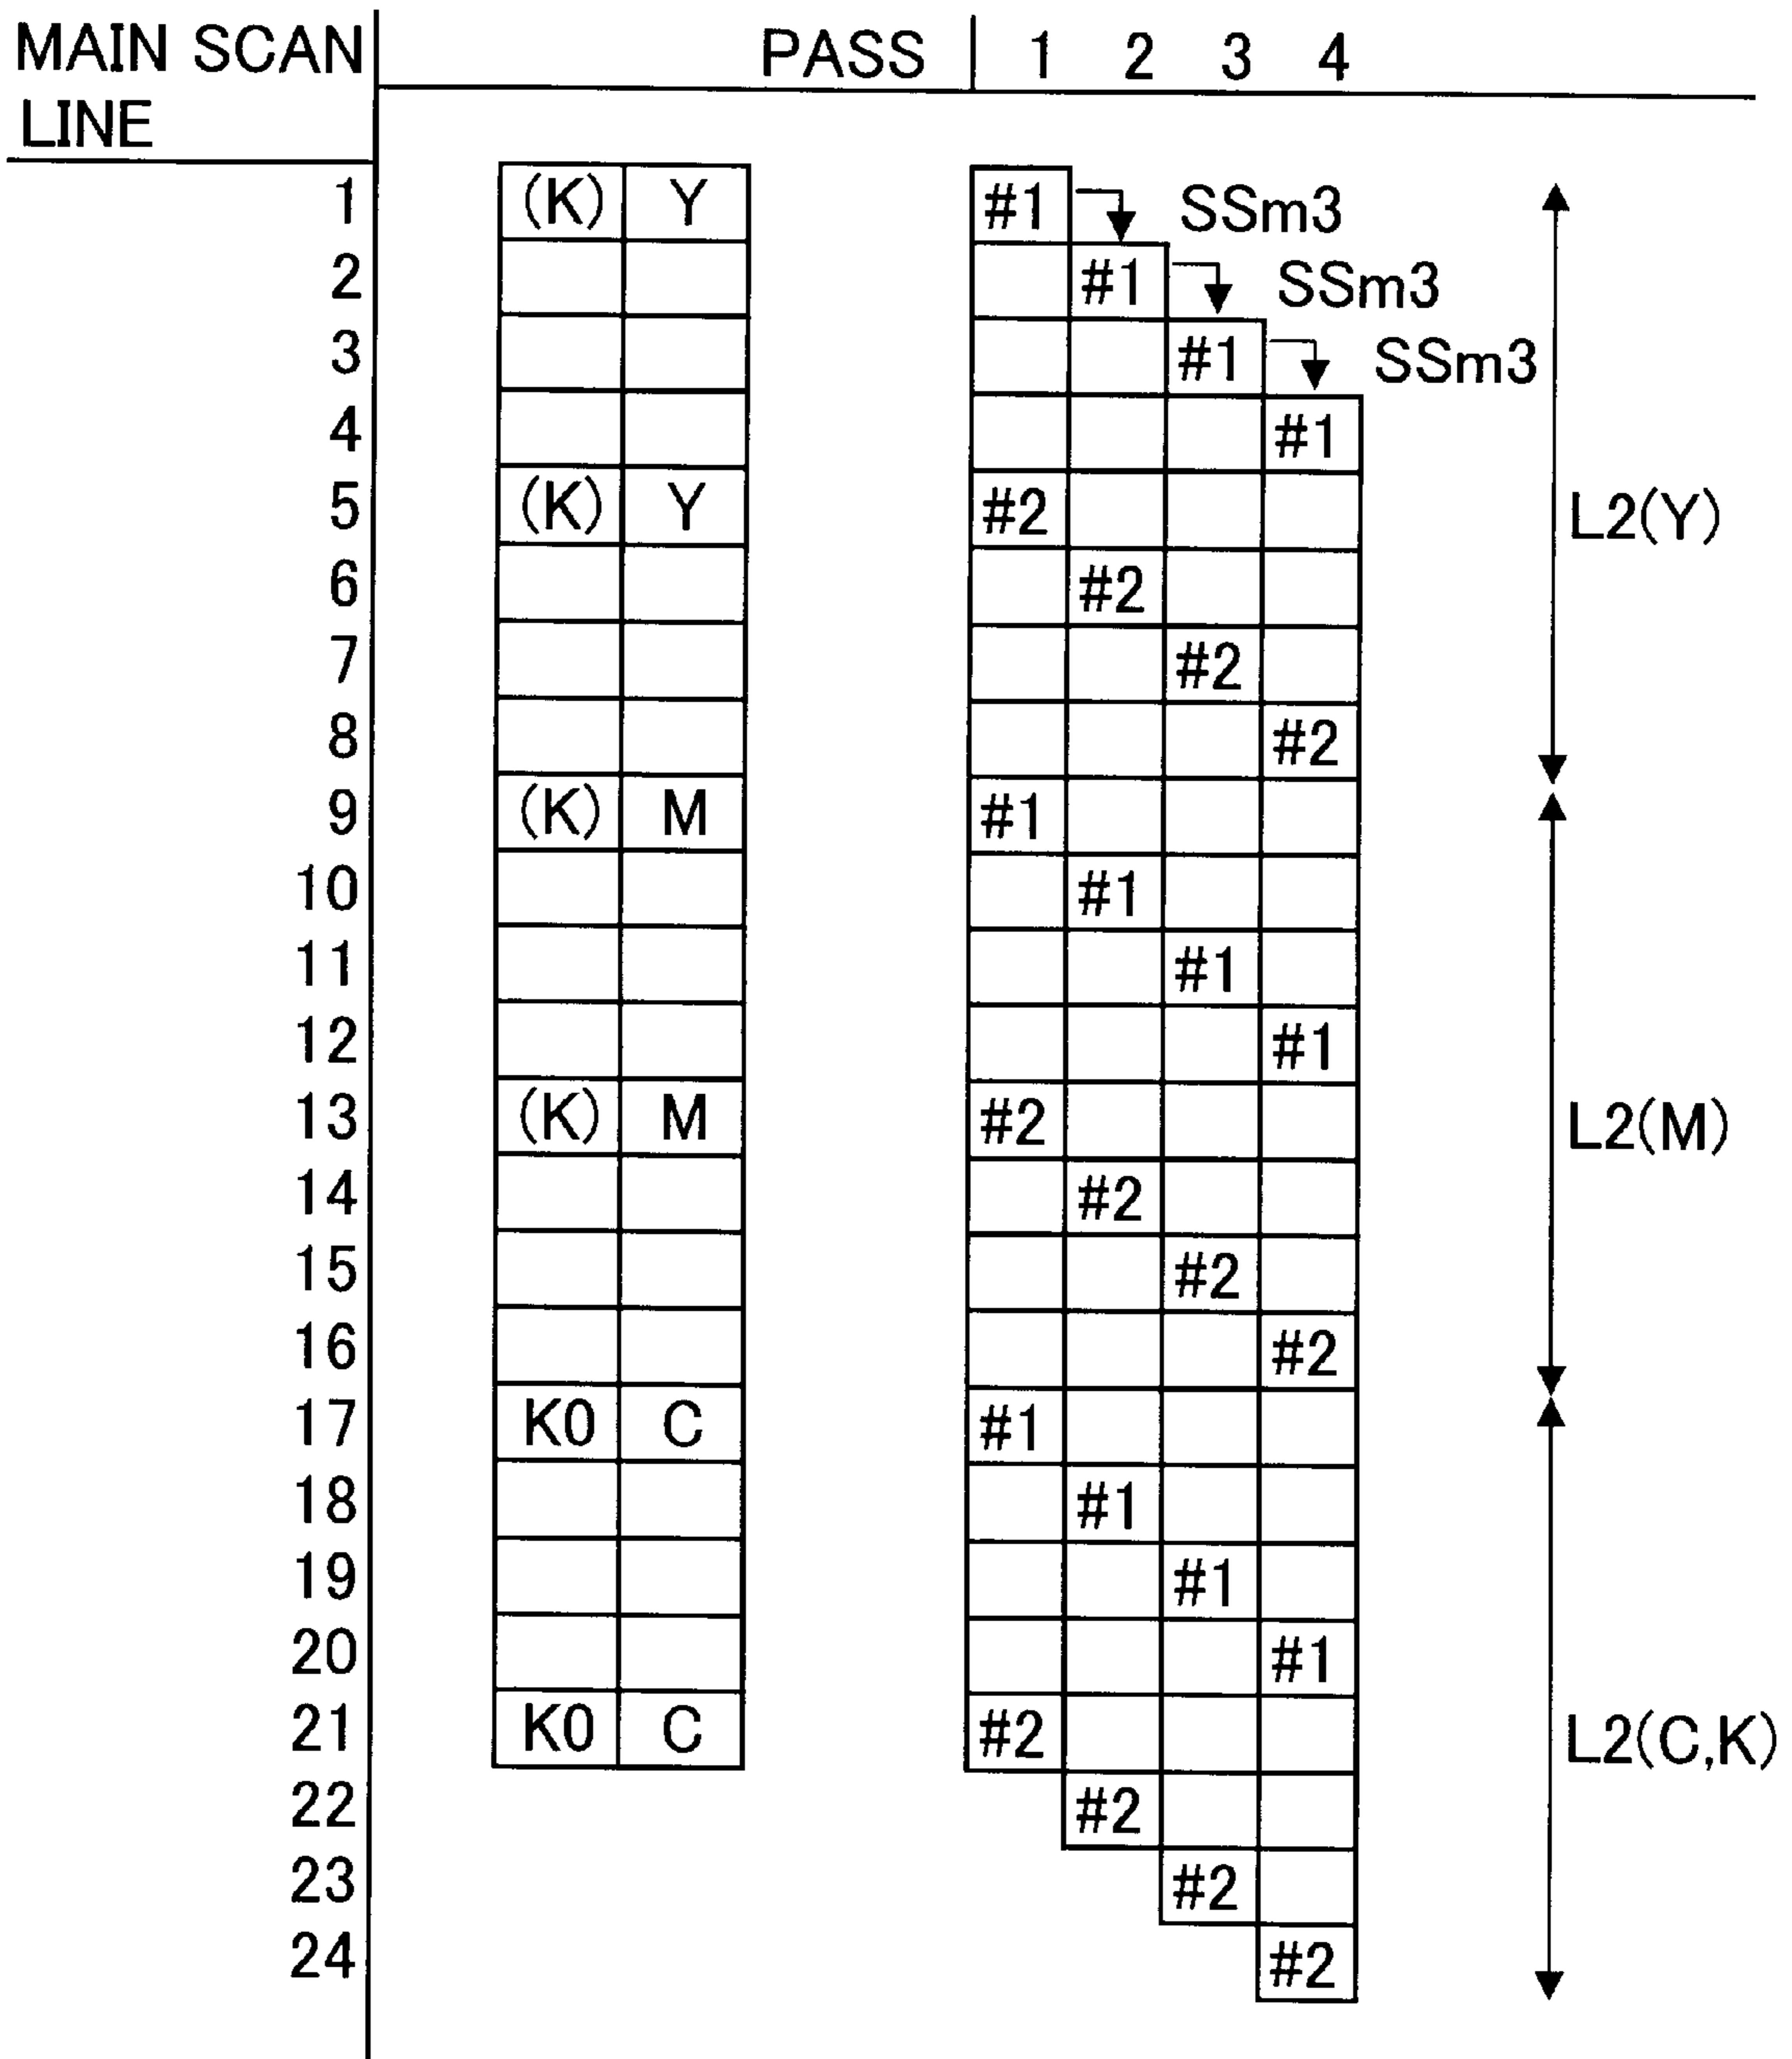 MAIN SCAN PASS 1 2 3 4
LINE
1 (K) Y #1 SSm3
2 #1 SSm3
3 #1 SSm3
4 #1
5 (K) Y #2 L2(Y)
6 #2
7 #2
8 #2
9 (K) M #1
10 #1
11 #1
12 #1
13 (K) M #2 L2(M)
14 #2
15 #2
16 #2
17 K0 C #1
18 #1
19 #1
20 #1
21 K0 C #2 L2(C,K)
22 #2
23 #2
24 #2